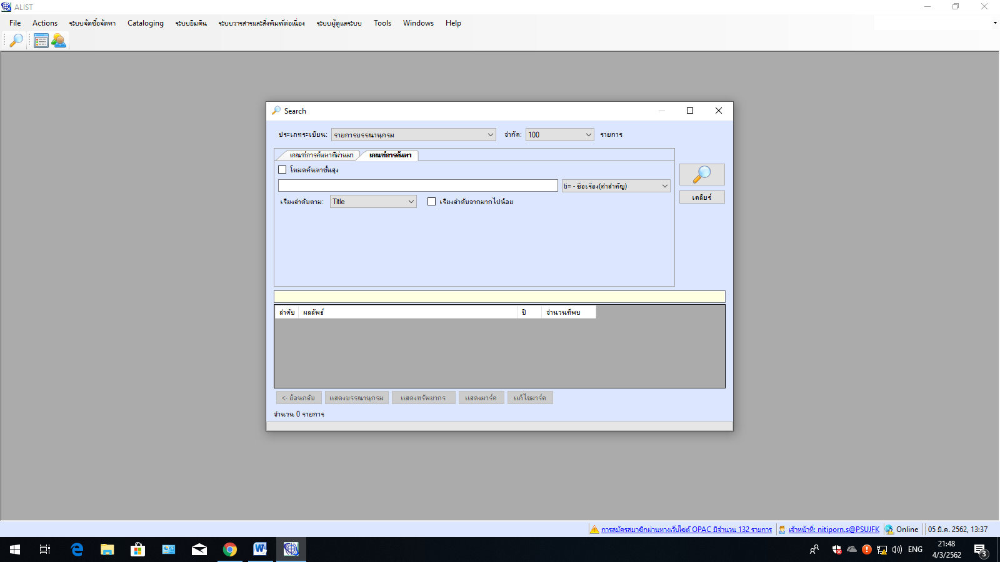 ALIST
File Actions ระบบจัดซื้อจัดหา Cataloging ระบบยืมคืน ระบบวารสารและสิ่งพิมพ์ต่อเนื่อง ระบบผู้ดูแลระบบ Tools Windows Help
Search
ประเภทระเบียน: รายการบรรณานุกรม จำกัด: 100 รายการ
เกณฑ์การค้นหาที่ผ่านมา เกณฑ์การค้นหา
โหมดค้นหาขั้นสูง
ti= - ชื่อเรื่อง(คำสำคัญ)
เคลียร์
เรียงลำดับตาม: Title เรียงลำดับจากมากไปน้อย
ลำดับ ผลลัพธ์ ปี จำนวนที่พบ
<- ย้อนกลับ แสดงบรรณานุกรม แสดงทรัพยากร แสดงมาร์ค แก้ไขมาร์ค
จำนวน 0 รายการ
การสมัครสมาชิกผ่านทางเว็บไซต์ OPAC มีจำนวน 132 รายการ เจ้าหน้าที่: nitiporn.s@PSUJFK Online 05 มี.ค. 2562, 13:37
ENG 21:48
4/3/2562 3